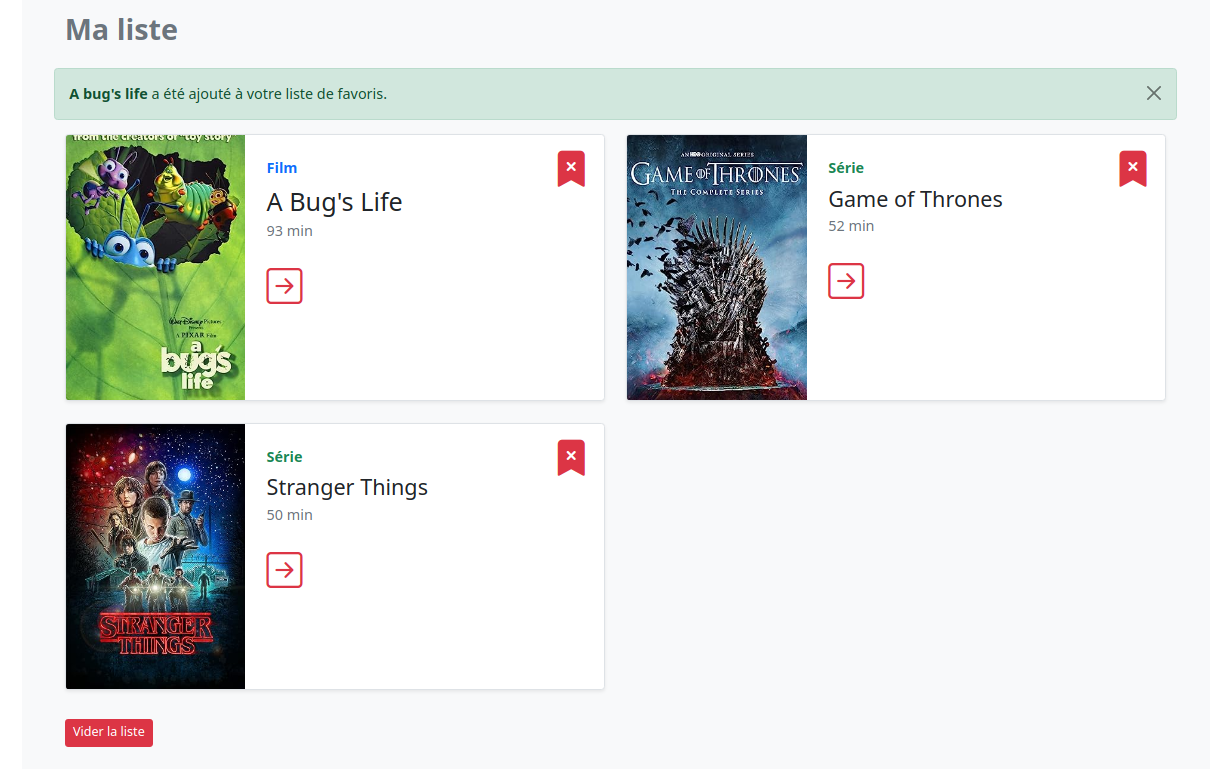 Ma liste
A bug's life a été ajouté à votre liste de favoris.
from the creators of "toy story"
Walt Disney Pictures
Presents
A PIXAR Film
a
bug's
life
Film
A Bug's Life
93 min
AN HBO ORIGINAL SERIES
GAME OF THRONES
THE COMPLETE SERIES
Série
Game of Thrones
52 min
STRANGER
THINGS
Série
Stranger Things
50 min
Vider la liste